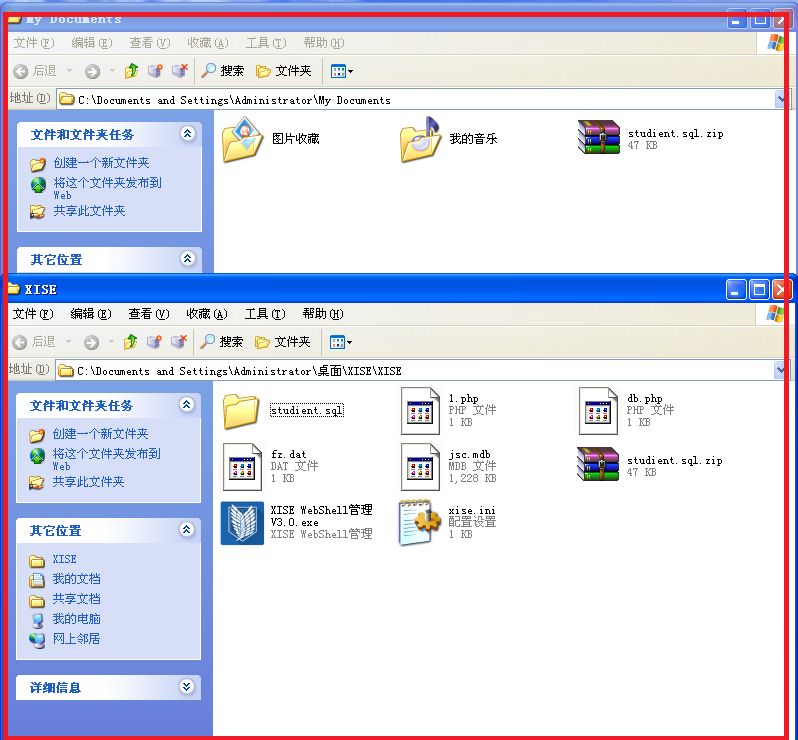 My Documents
文件(F) 编辑(E) 查看(V) 收藏(A) 工具(T) 帮助(H)
后退 搜索 文件夹
地址(D) C:\Documents and Settings\Administrator\My Documents
文件和文件夹任务
创建一个新文件夹
将这个文件夹发布到
Web
共享此文件夹
其它位置
图片收藏
我的音乐
studient.sql.zip
47 KB
XISE
文件(F) 编辑(E) 查看(V) 收藏(A) 工具(T) 帮助(H)
后退 搜索 文件夹
地址(D) C:\Documents and Settings\Administrator\桌面\XISE\XISE
文件和文件夹任务
创建一个新文件夹
将这个文件夹发布到
Web
共享此文件夹
其它位置
XISE
我的文档
共享文档
我的电脑
网上邻居
详细信息
studient.sql
1.php
PHP 文件
1 KB
db.php
PHP 文件
1 KB
fz.dat
DAT 文件
1 KB
jsc.mdb
MDB 文件
1,228 KB
studient.sql.zip
47 KB
XISE WebShell管理
V3.0.exe
XISE WebShell管理
xise.ini
配置设置
1 KB